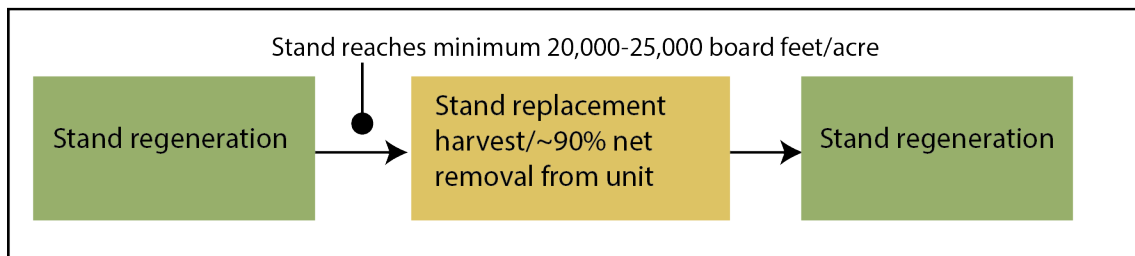 Stand reaches minimum 20,000-25,000 board feet/acre
Stand regeneration
Stand replacement
harvest/~90% net
removal from unit
Stand regeneration